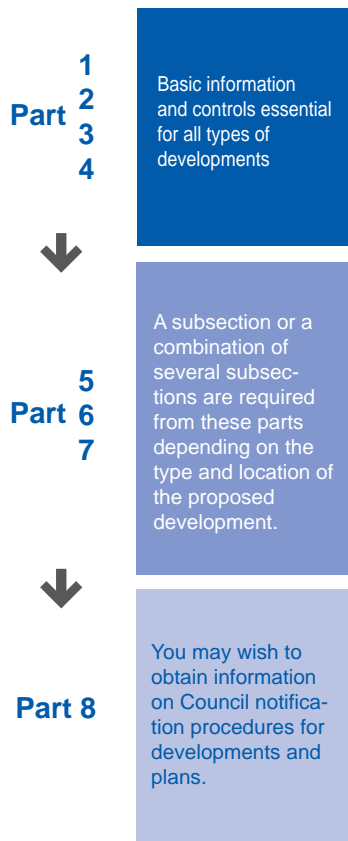 Part
1
2
3
4
Basic information
and controls essential
for all types of
developments
Part
5
6
7
A subsection or a
combination of
several subsec-
tions are required
from these parts
depending on the
type and location of
the proposed
development.
Part 8
You may wish to
obtain information
on Council notifica-
tion procedures for
developments and
plans.